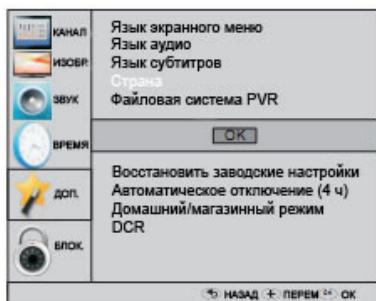 КАНАЛ
ИЗОБР.
ЗВУК
ВРЕМЯ
ДОП.
БЛОК.
Язык экранного меню
Язык аудио
Язык субтитров
Страна
Файловая система PVR
OK
Восстановить заводские настройки
Автоматическое отключение (4 ч)
Домашний/магазинный режим
DCR
НАЗАД ПЕРЕМ OK